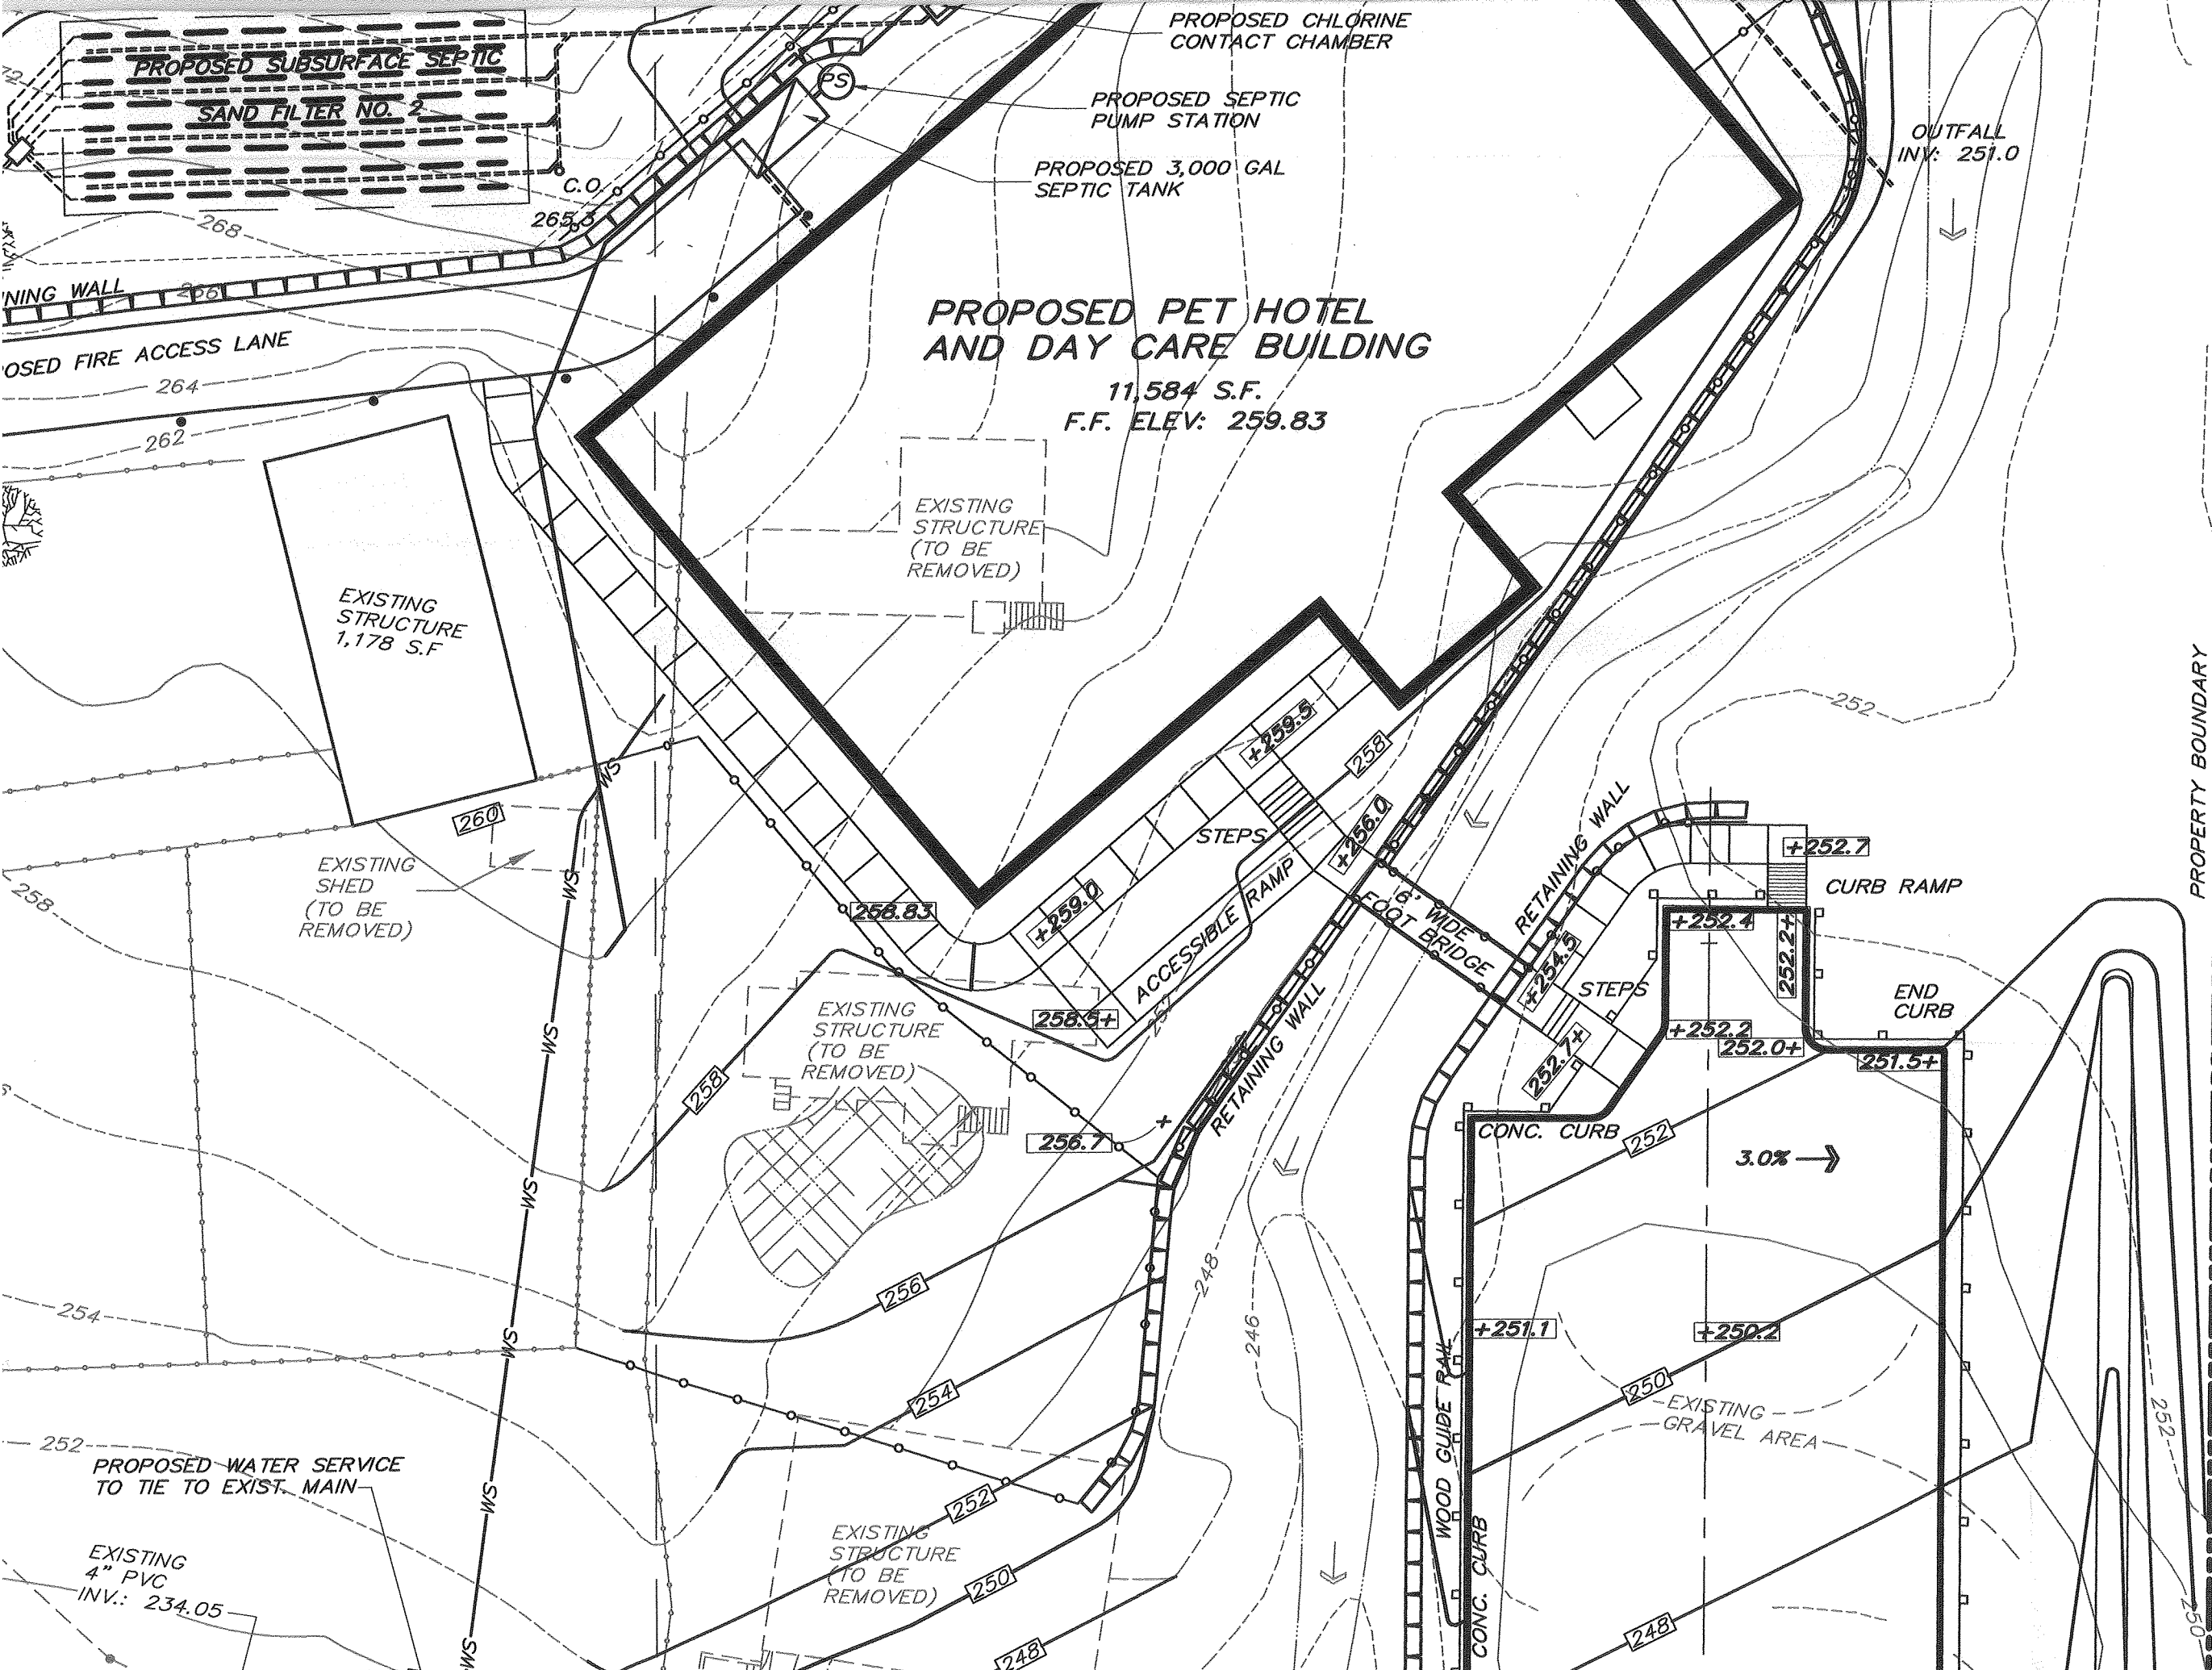 PROPOSED CHLORINE
CONTACT CHAMBER
PROPOSED SUBSURFACE SEPTIC
SAND FILTER NO. 2
PS
PROPOSED SEPTIC
PUMP STATION
OUTFALL
INV: 251.0
PROPOSED 3,000 GAL
SEPTIC TANK
C.O.
265.3
268
NING WALL
266
OSED FIRE ACCESS LANE
264
262
PROPOSED PET HOTEL
AND DAY CARE BUILDING
11,584 S.F.
F.F. ELEV: 259.83
EXISTING
STRUCTURE
(TO BE
REMOVED)
EXISTING
STRUCTURE
1,178 S.F
PROPERTY BOUNDARY
252
+259.5
258
WS
260
STEPS
+256.0
RETAINING WALL
+252.7
CURB RAMP
EXISTING
SHED
(TO BE
REMOVED)
258
WS
258.83
+259.0
ACCESSIBLE RAMP
6' WIDE
FOOT BRIDGE
+252.4
252.2+
+254.5
STEPS
END
CURB
EXISTING
STRUCTURE
(TO BE
REMOVED)
258.5+
RETAINING WALL
+252.2
252.0+
251.5+
252.7+
WS
258
256.7
CONC. CURB
252
3.0%
WS
248
256
254
246
+251.1
+250.2
WS
254
250
EXISTING
GRAVEL AREA
WOOD GUIDE RAIL
252
252
PROPOSED WATER SERVICE
TO TIE TO EXIST. MAIN
WS
252
EXISTING
STRUCTURE
(TO BE
REMOVED)
EXISTING
4" PVC
INV.: 234.05
250
CONC. CURB
248
248
250
WS